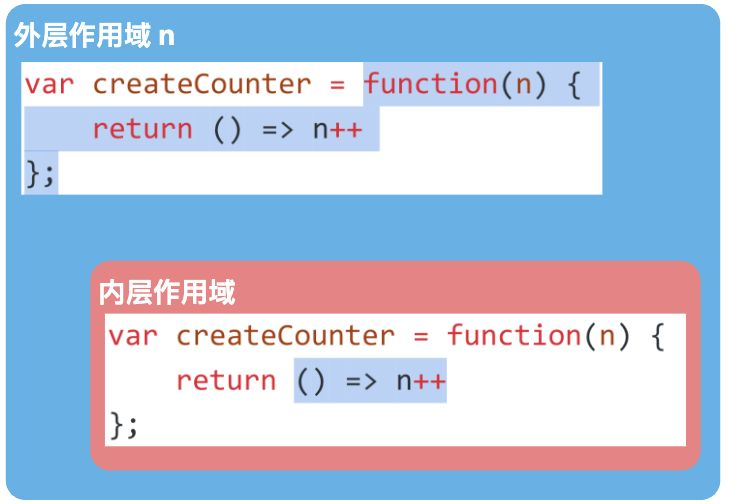 外层作用域 n
var createCounter = function(n) {
    return () => n++
};
内层作用域
var createCounter = function(n) {
    return () => n++
};